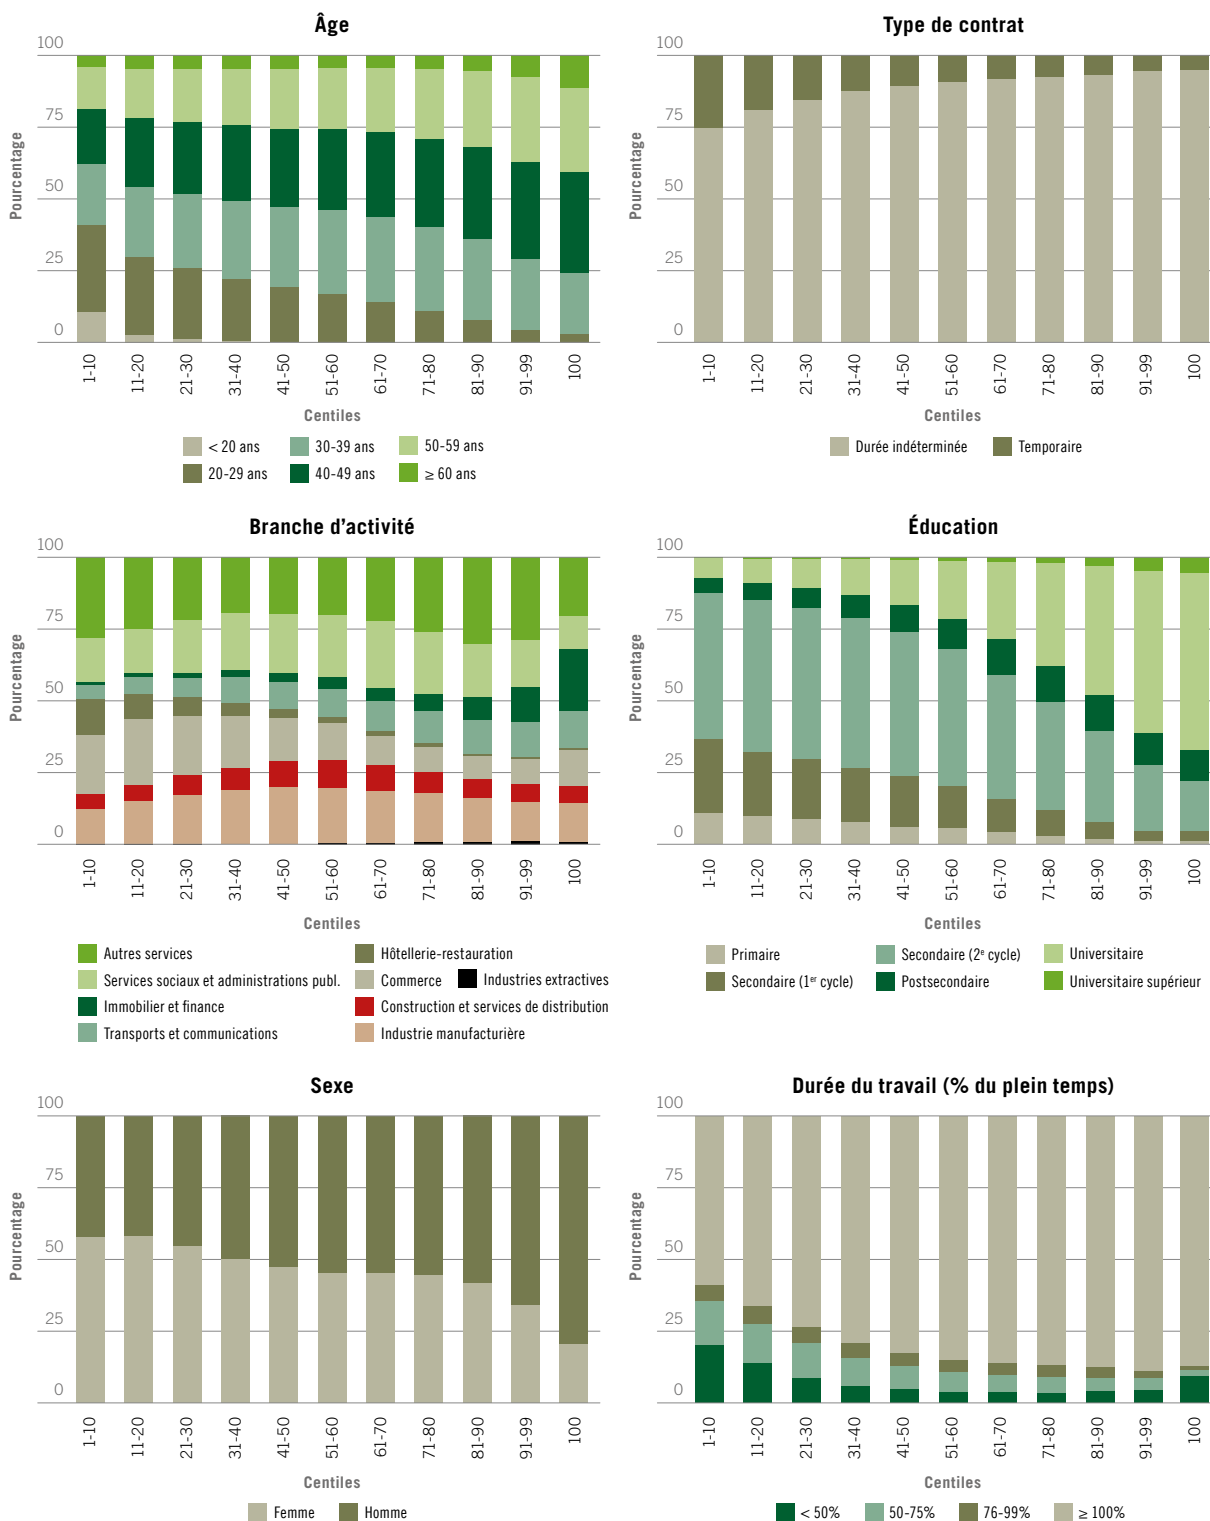 Âge
Pourcentage
100
75
50
25
0
1-10
11-20
21-30
31-40
41-50
51-60
61-70
71-80
81-90
91-99
100
Centiles
< 20 ans
30-39 ans
50-59 ans
20-29 ans
40-49 ans
≥ 60 ans
Type de contrat
Pourcentage
100
75
50
25
0
1-10
11-20
21-30
31-40
41-50
51-60
61-70
71-80
81-90
91-99
100
Centiles
Durée indéterminée
Temporaire
Branche d’activité
Pourcentage
100
75
50
25
0
1-10
11-20
21-30
31-40
41-50
51-60
61-70
71-80
81-90
91-99
100
Centiles
Autres services
Hôtellerie-restauration
Services sociaux et administrations publ.
Commerce
Industries extractives
Immobilier et finance
Construction et services de distribution
Transports et communications
Industrie manufacturière
Éducation
Pourcentage
100
75
50
25
0
1-10
11-20
21-30
31-40
41-50
51-60
61-70
71-80
81-90
91-99
100
Centiles
Primaire
Secondaire (2e cycle)
Universitaire
Secondaire (1er cycle)
Postsecondaire
Universitaire supérieur
Sexe
Pourcentage
100
75
50
25
0
1-10
11-20
21-30
31-40
41-50
51-60
61-70
71-80
81-90
91-99
100
Centiles
Femme
Homme
Durée du travail (% du plein temps)
Pourcentage
100
75
50
25
0
1-10
11-20
21-30
31-40
41-50
51-60
61-70
71-80
81-90
91-99
100
Centiles
< 50%
50-75%
76-99%
≥ 100%